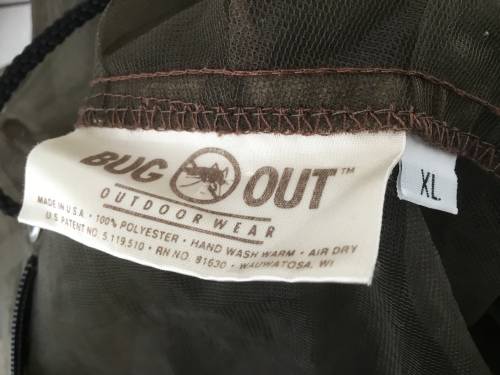 BUG OUT™
OUTDOOR WEAR
MADE IN U.S.A. • 100% POLYESTER • HAND WASH WARM • AIR DRY
U.S PATENT NO. 5,119,510 • RN NO. 91630 • WAUWATOSA, WI
XL